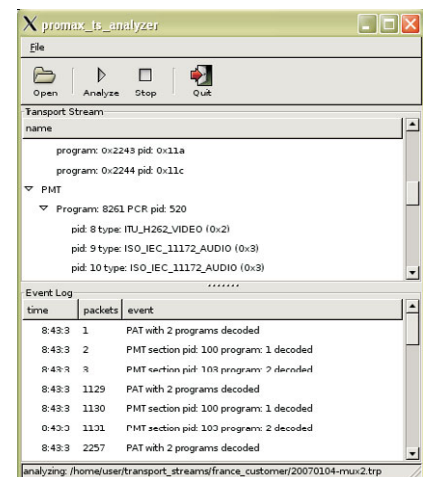 promax_ts_analyzer
File
Open Analyze Stop Quit
Transport Stream
name
program: 0x2243 pid: 0x11a
program: 0x2244 pid: 0x11c
PMT
Program: 8261 PCR pid: 520
pid: 8 type: ITU_H262_VIDEO (0x2)
pid: 9 type: ISO_IEC_11172_AUDIO (0x3)
pid: 10 type: ISO_IEC_11172_AUDIO (0x3)
Event Log
time packets event
8:43:3 1 PAT with 2 programs decoded
8:43:3 2 PMT section pid: 100 program: 1 decoded
8:43:3 3 PMT section pid: 103 program: 2 decoded
8:43:3 1129 PAT with 2 programs decoded
8:43:3 1130 PMT section pid: 100 program: 1 decoded
8:43:3 1131 PMT section pid: 103 program: 2 decoded
8:43:3 2257 PAT with 2 programs decoded
analyzing: /home/user/transport_streams/france_customer/20070104-mux2.trp